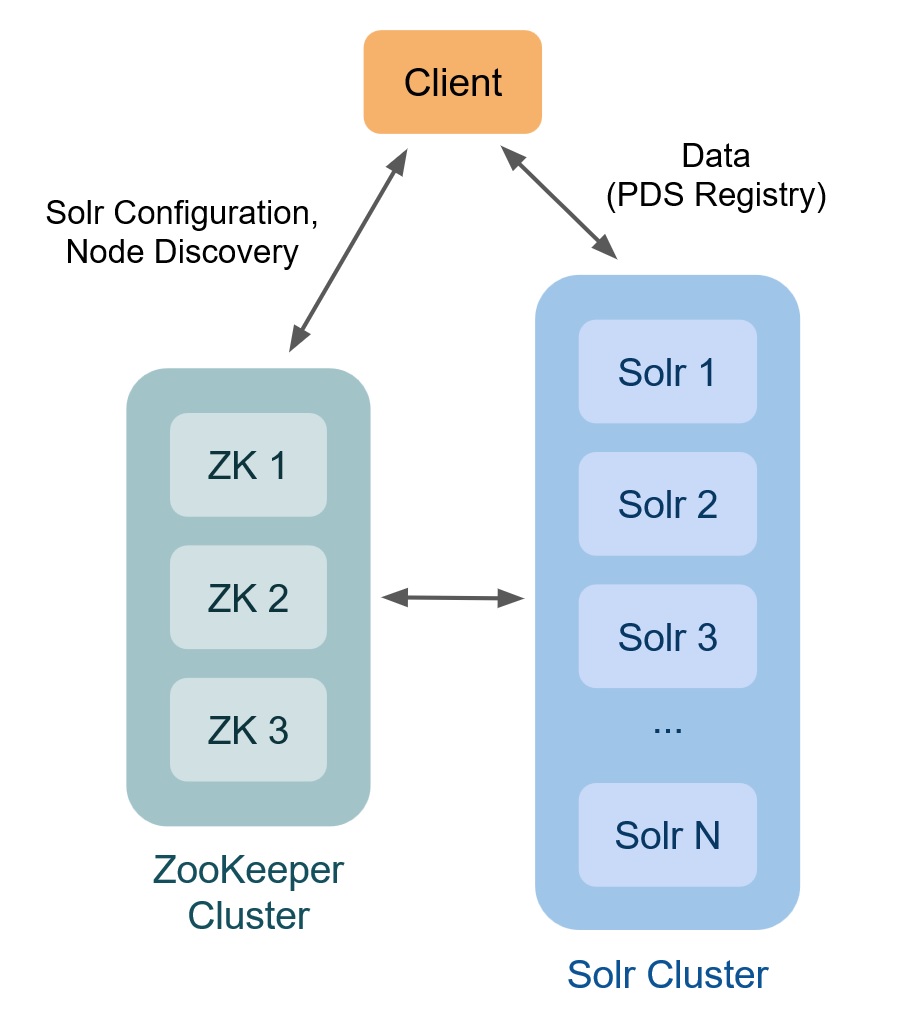 Client
Data
(PDS Registry)
Solr Configuration,
Node Discovery
ZK 1
ZK 2
ZK 3
ZooKeeper
Cluster
Solr 1
Solr 2
Solr 3
...
Solr N
Solr Cluster